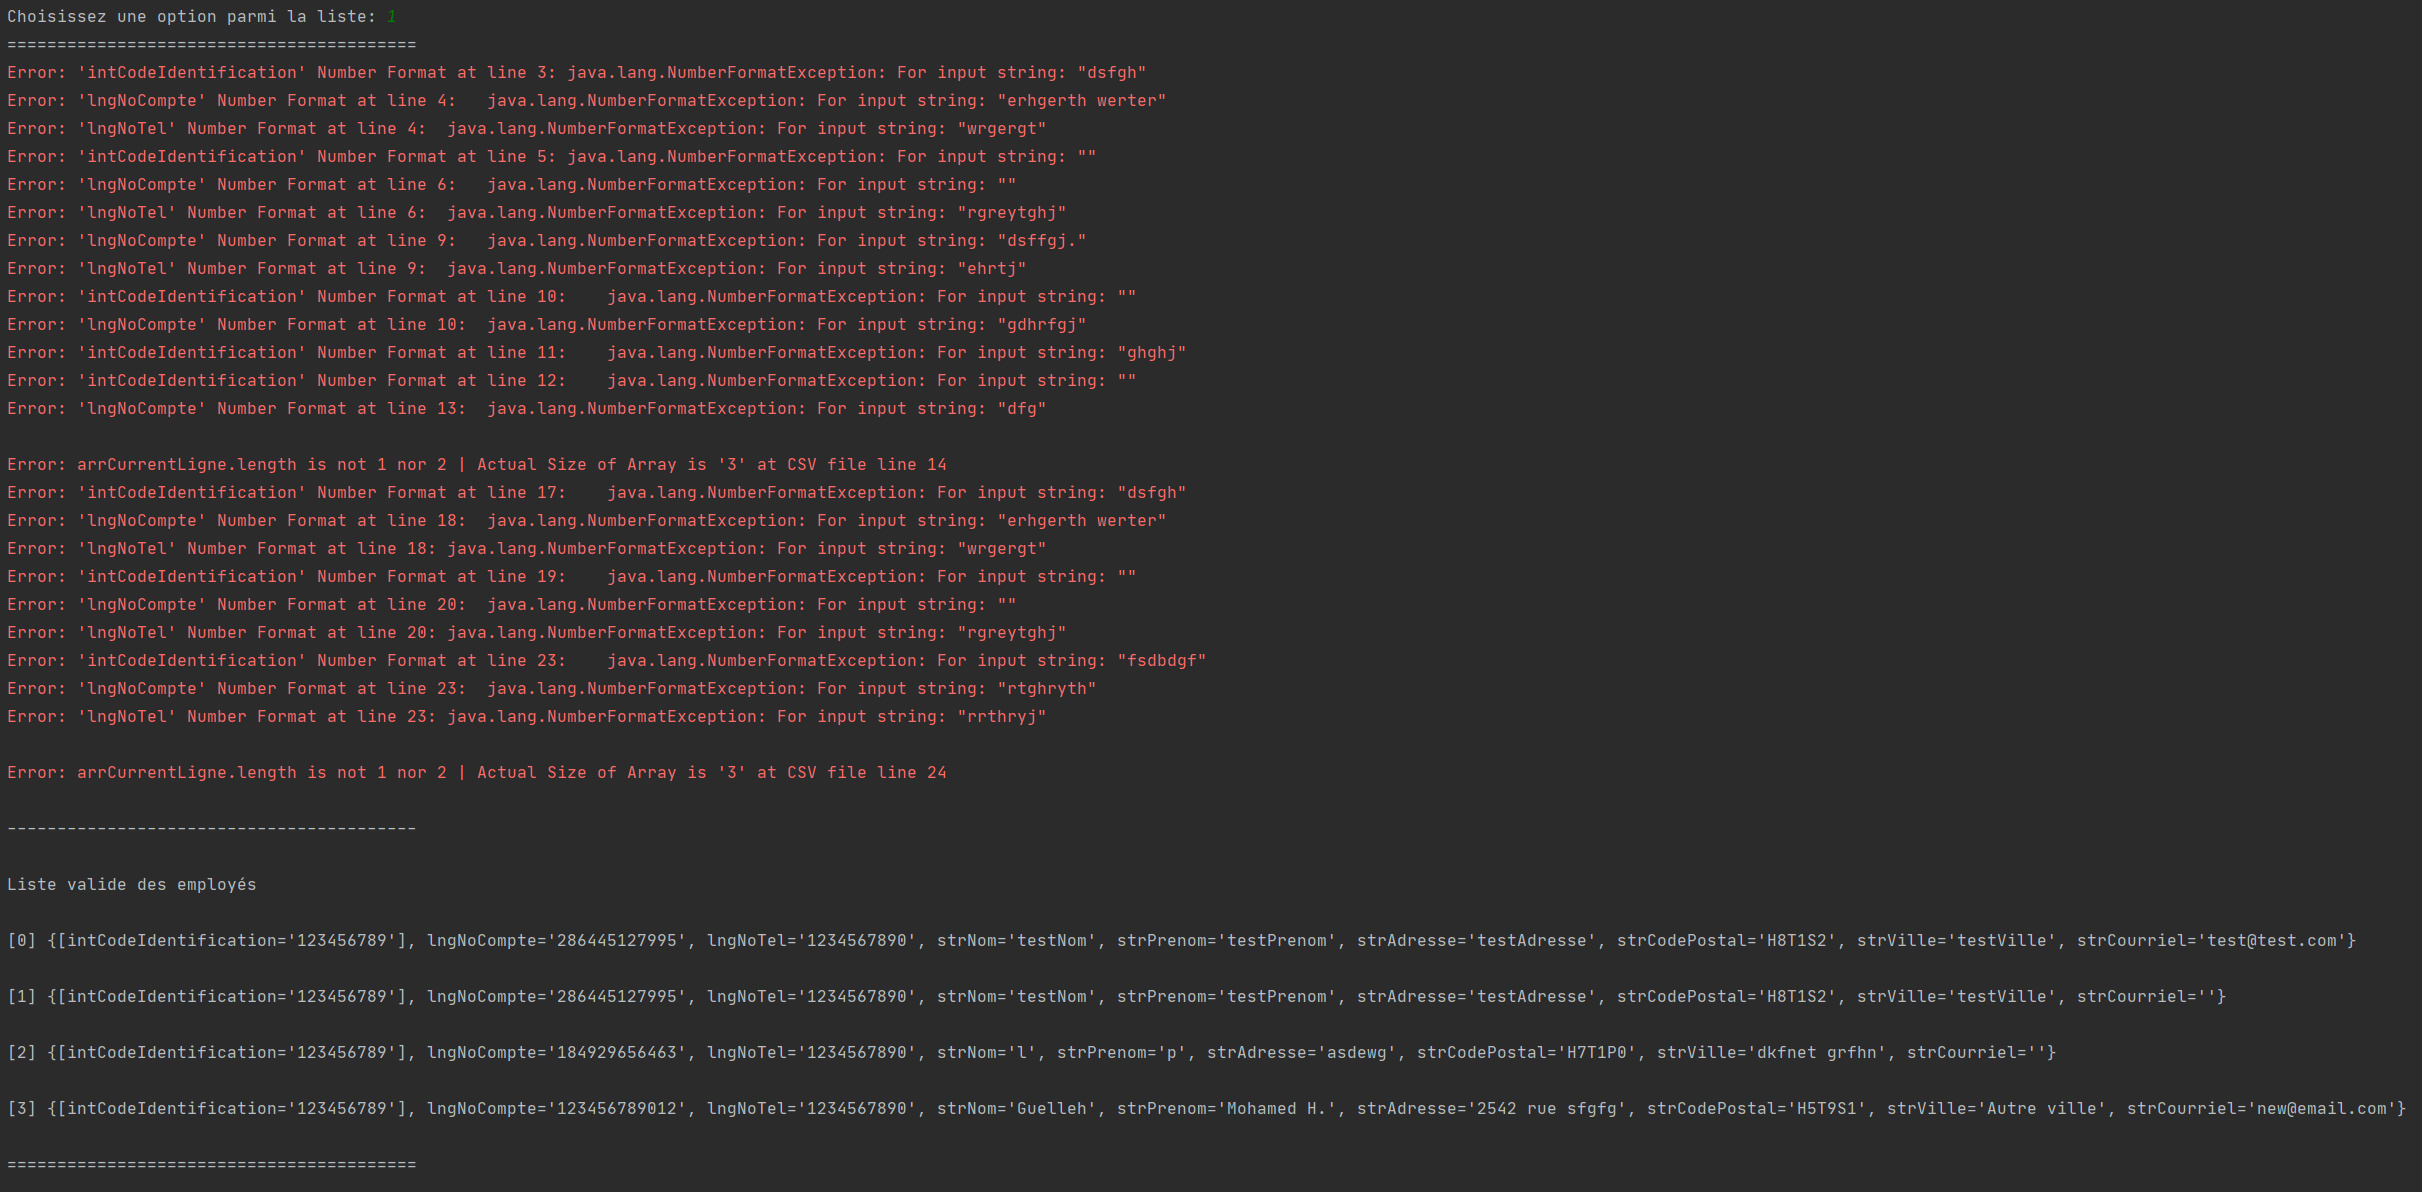 Choisissez une option parmi la liste: 1
=========================================
Error: 'intCodeIdentification' Number Format at line 3: java.lang.NumberFormatException: For input string: "dsfgh"
Error: 'lngNoCompte' Number Format at line 4:   java.lang.NumberFormatException: For input string: "erhgerth werter"
Error: 'lngNoTel' Number Format at line 4:  java.lang.NumberFormatException: For input string: "wrgergt"
Error: 'intCodeIdentification' Number Format at line 5: java.lang.NumberFormatException: For input string: ""
Error: 'lngNoCompte' Number Format at line 6:   java.lang.NumberFormatException: For input string: ""
Error: 'lngNoTel' Number Format at line 6:  java.lang.NumberFormatException: For input string: "rgreytghj"
Error: 'lngNoCompte' Number Format at line 9:   java.lang.NumberFormatException: For input string: "dsffgj."
Error: 'lngNoTel' Number Format at line 9:  java.lang.NumberFormatException: For input string: "ehrtj"
Error: 'intCodeIdentification' Number Format at line 10:    java.lang.NumberFormatException: For input string: ""
Error: 'lngNoCompte' Number Format at line 10:  java.lang.NumberFormatException: For input string: "gdhrfgj"
Error: 'intCodeIdentification' Number Format at line 11:    java.lang.NumberFormatException: For input string: "ghghj"
Error: 'intCodeIdentification' Number Format at line 12:    java.lang.NumberFormatException: For input string: ""
Error: 'lngNoCompte' Number Format at line 13:  java.lang.NumberFormatException: For input string: "dfg"
Error: arrCurrentLigne.length is not 1 nor 2 | Actual Size of Array is '3' at CSV file line 14
Error: 'intCodeIdentification' Number Format at line 17:    java.lang.NumberFormatException: For input string: "dsfgh"
Error: 'lngNoCompte' Number Format at line 18:  java.lang.NumberFormatException: For input string: "erhgerth werter"
Error: 'lngNoTel' Number Format at line 18: java.lang.NumberFormatException: For input string: "wrgergt"
Error: 'intCodeIdentification' Number Format at line 19:    java.lang.NumberFormatException: For input string: ""
Error: 'lngNoCompte' Number Format at line 20:  java.lang.NumberFormatException: For input string: ""
Error: 'lngNoTel' Number Format at line 20: java.lang.NumberFormatException: For input string: "rgreytghj"
Error: 'intCodeIdentification' Number Format at line 23:    java.lang.NumberFormatException: For input string: "fsdbdgf"
Error: 'lngNoCompte' Number Format at line 23:  java.lang.NumberFormatException: For input string: "rtghryth"
Error: 'lngNoTel' Number Format at line 23: java.lang.NumberFormatException: For input string: "rrthryj"
Error: arrCurrentLigne.length is not 1 nor 2 | Actual Size of Array is '3' at CSV file line 24
-----------------------------------------
Liste valide des employés
[0] {[intCodeIdentification='123456789'], lngNoCompte='286445127995', lngNoTel='1234567890', strNom='testNom', strPrenom='testPrenom', strAdresse='testAdresse', strCodePostal='H8T1S2', strVille='testVille', strCourriel='test@test.com'}
[1] {[intCodeIdentification='123456789'], lngNoCompte='286445127995', lngNoTel='1234567890', strNom='testNom', strPrenom='testPrenom', strAdresse='testAdresse', strCodePostal='H8T1S2', strVille='testVille', strCourriel=''}
[2] {[intCodeIdentification='123456789'], lngNoCompte='184929656463', lngNoTel='1234567890', strNom='l', strPrenom='p', strAdresse='asdewg', strCodePostal='H7T1P0', strVille='dkfnet grfhn', strCourriel=''}
[3] {[intCodeIdentification='123456789'], lngNoCompte='123456789012', lngNoTel='1234567890', strNom='Guelleh', strPrenom='Mohamed H.', strAdresse='2542 rue sfgfg', strCodePostal='H5T9S1', strVille='Autre ville', strCourriel='new@email.com'}
=========================================